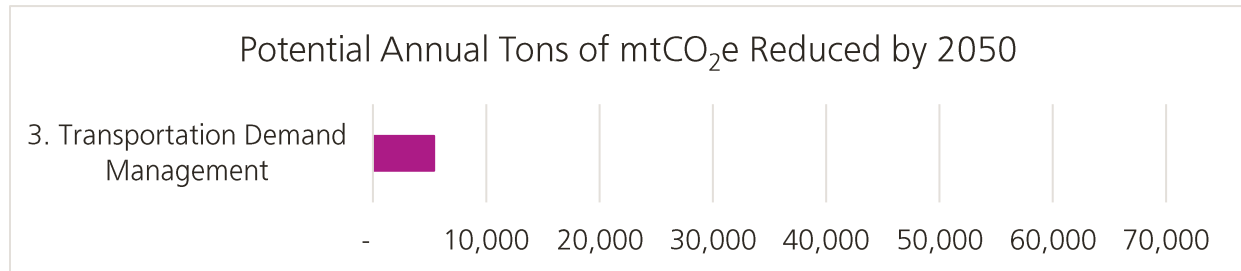 Potential Annual Tons of mtCO₂e Reduced by 2050
3. Transportation Demand
Management
- 10,000 20,000 30,000 40,000 50,000 60,000 70,000